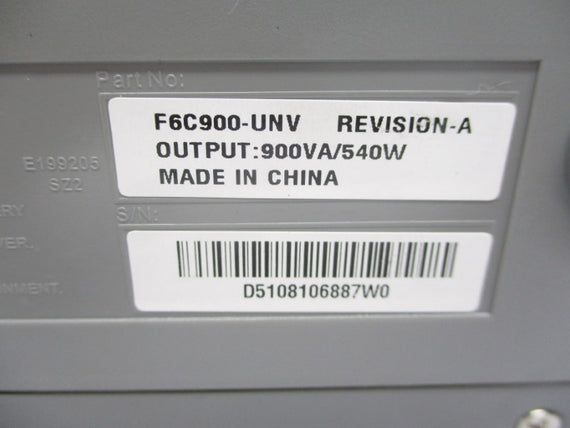 Part No:
F6C900-UNV REVISION-A
OUTPUT:900VA/540W
MADE IN CHINA
E199205
SZ2
S/N:
D5108106887W0